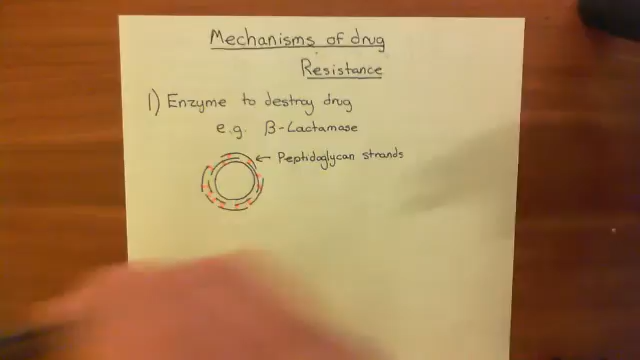 Mechanisms of drug
Resistance
1) Enzyme to destroy drug
e.g. β-Lactamase
← Peptidoglycan strands